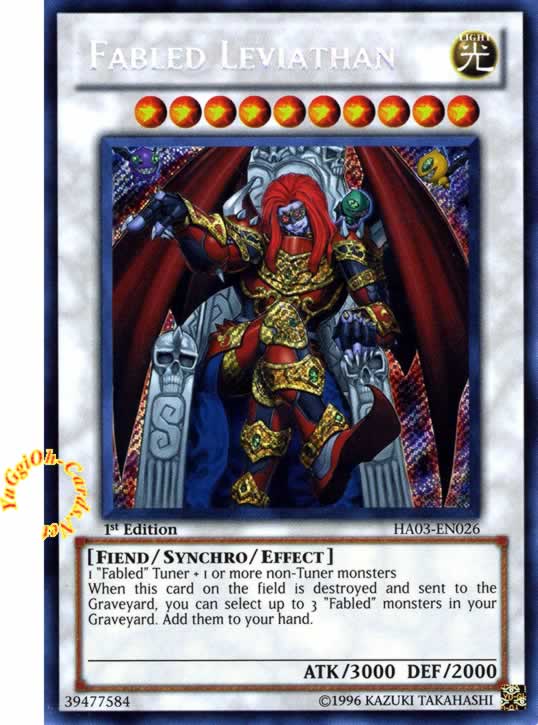 FABLED LEVIATHAN
LIGHT
光
YuGgiOh-Cards.Net
1st Edition
HA03-EN026
[FIEND/SYNCHRO/EFFECT]
1 "Fabled" Tuner + 1 or more non-Tuner monsters
When this card on the field is destroyed and sent to the
Graveyard, you can select up to 3 "Fabled" monsters in your
Graveyard. Add them to your hand.
ATK/3000 DEF/2000
39477584
©1996 KAZUKI TAKAHASHI